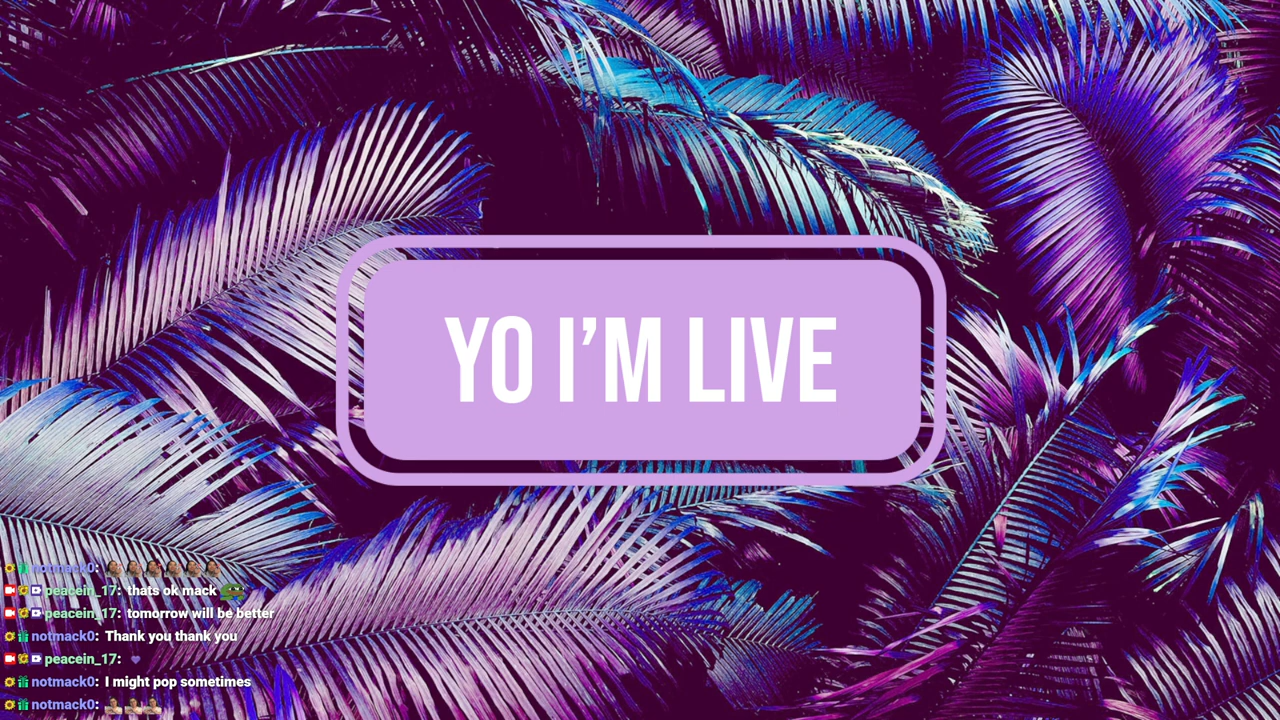 YO I’M LIVE
notmack0:
peacein_17: thats ok mack
peacein_17: tomorrow will be better
notmack0: Thank you thank you
peacein_17:
notmack0: I might pop sometimes
notmack0: